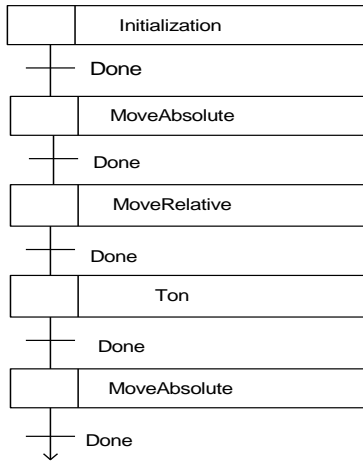 Initialization
Done
MoveAbsolute
Done
MoveRelative
Done
Ton
Done
MoveAbsolute
Done